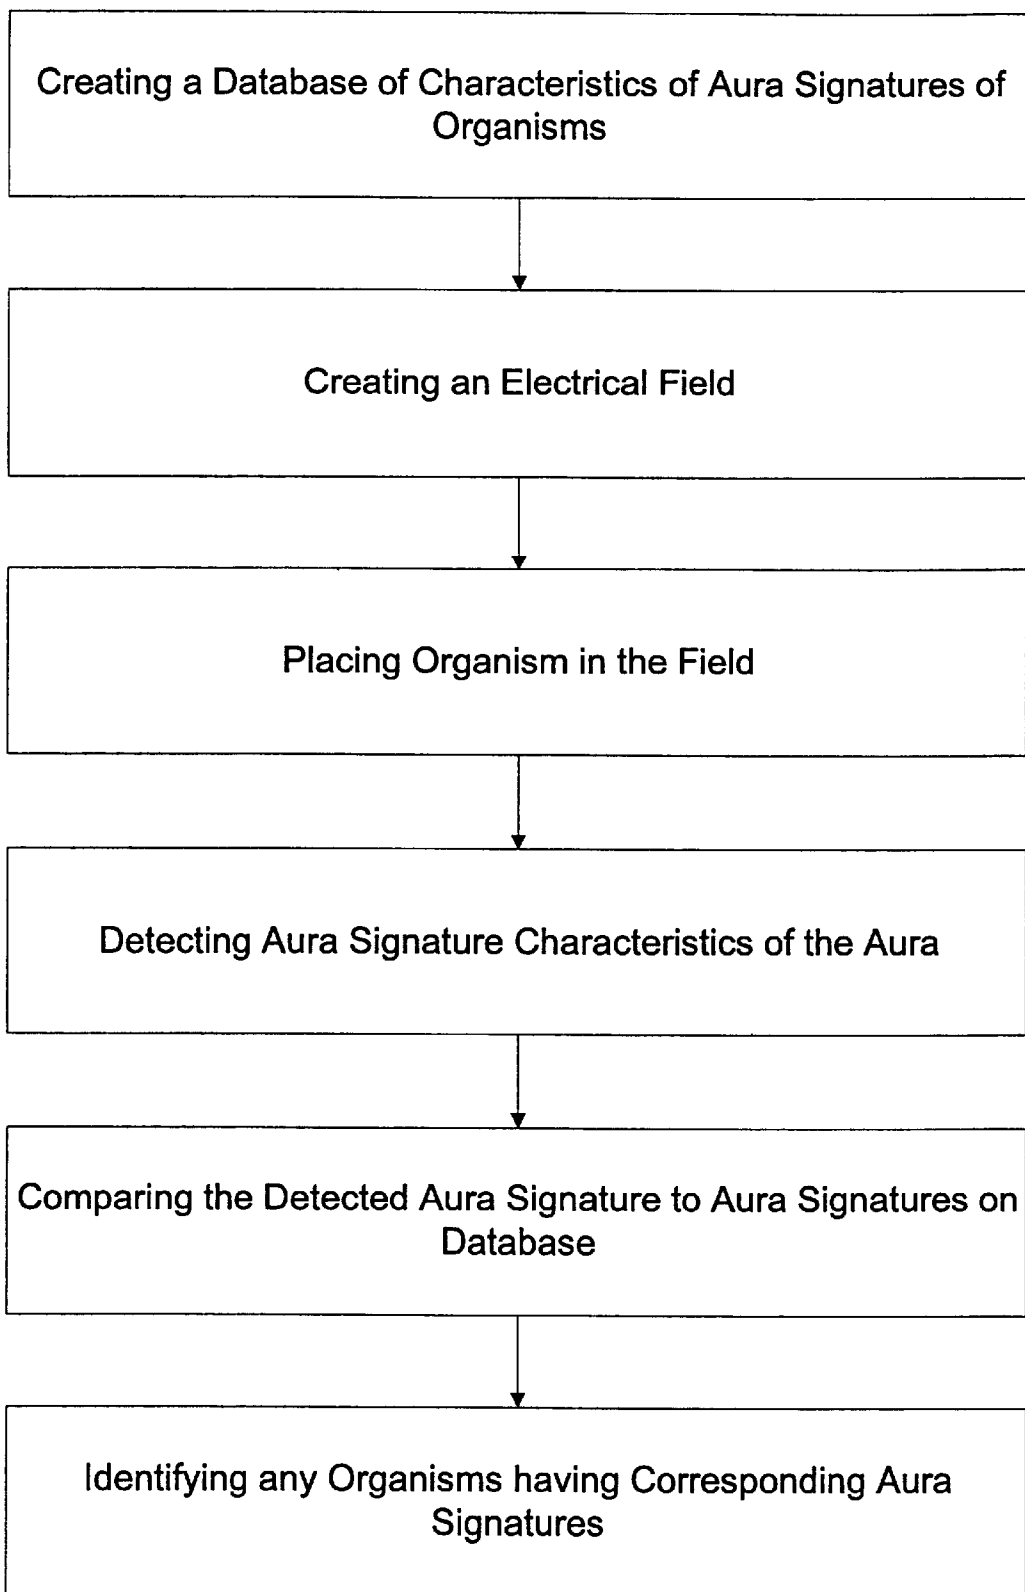 Creating a Database of Characteristics of Aura Signatures of
Organisms
Creating an Electrical Field
Placing Organism in the Field
Detecting Aura Signature Characteristics of the Aura
Comparing the Detected Aura Signature to Aura Signatures on
Database
Identifying any Organisms having Corresponding Aura
Signatures